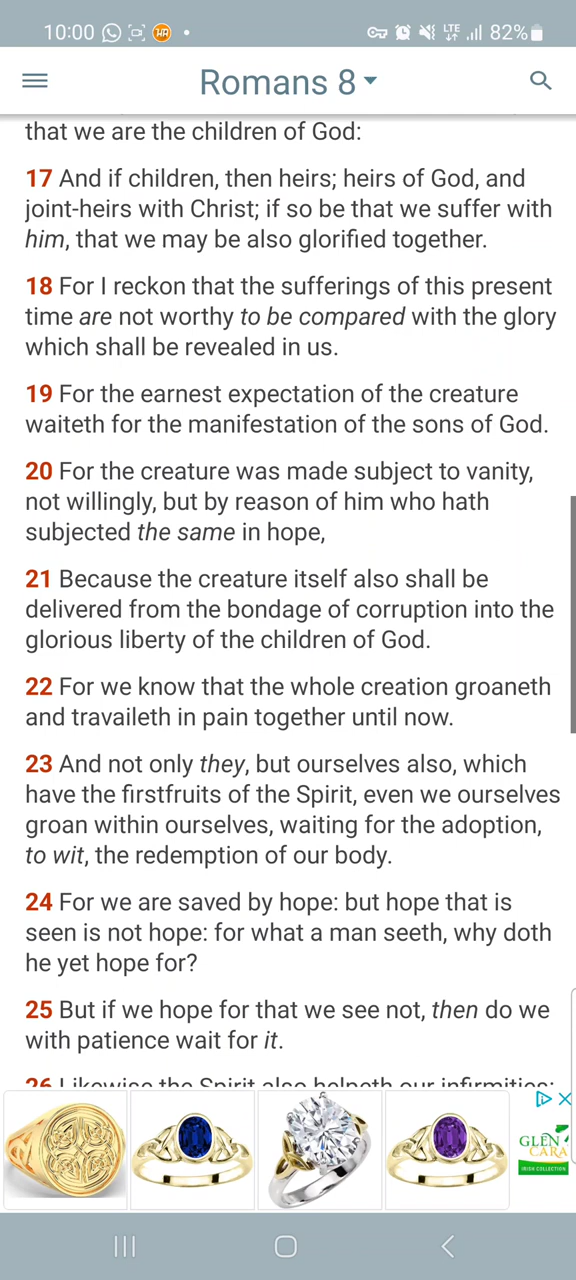 10:00
LTE
82%
Romans 8
that we are the children of God:
17 And if children, then heirs; heirs of God, and
joint-heirs with Christ; if so be that we suffer with
him, that we may be also glorified together.
18 For I reckon that the sufferings of this present
time are not worthy to be compared with the glory
which shall be revealed in us.
19 For the earnest expectation of the creature
waiteth for the manifestation of the sons of God.
20 For the creature was made subject to vanity,
not willingly, but by reason of him who hath
subjected the same in hope,
21 Because the creature itself also shall be
delivered from the bondage of corruption into the
glorious liberty of the children of God.
22 For we know that the whole creation groaneth
and travaileth in pain together until now.
23 And not only they, but ourselves also, which
have the firstfruits of the Spirit, even we ourselves
groan within ourselves, waiting for the adoption,
to wit, the redemption of our body.
24 For we are saved by hope: but hope that is
seen is not hope: for what a man seeth, why doth
he yet hope for?
25 But if we hope for that we see not, then do we
with patience wait for it.
26 Likewise the Spirit also helpeth our infirmities:
GLEN
CARA
IRISH COLLECTION